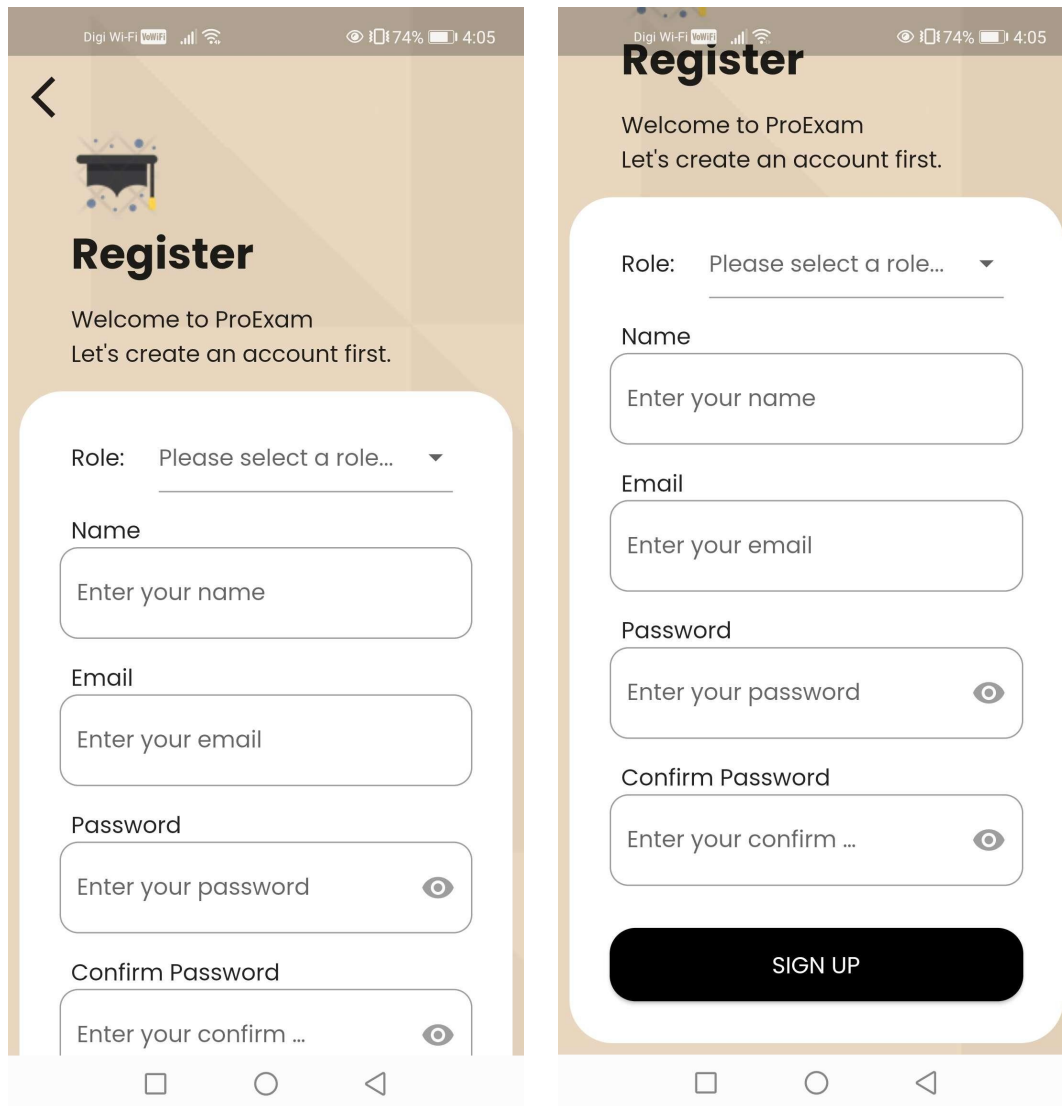 Digi Wi-Fi VoWiFi 74% 4:05
Register
Welcome to ProExam
Let's create an account first.
Role: Please select a role...
Name
Enter your name
Email
Enter your email
Password
Enter your password
Confirm Password
Enter your confirm ...
Digi Wi-Fi VoWiFi 74% 4:05
Register
Welcome to ProExam
Let's create an account first.
Role: Please select a role...
Name
Enter your name
Email
Enter your email
Password
Enter your password
Confirm Password
Enter your confirm ...
SIGN UP